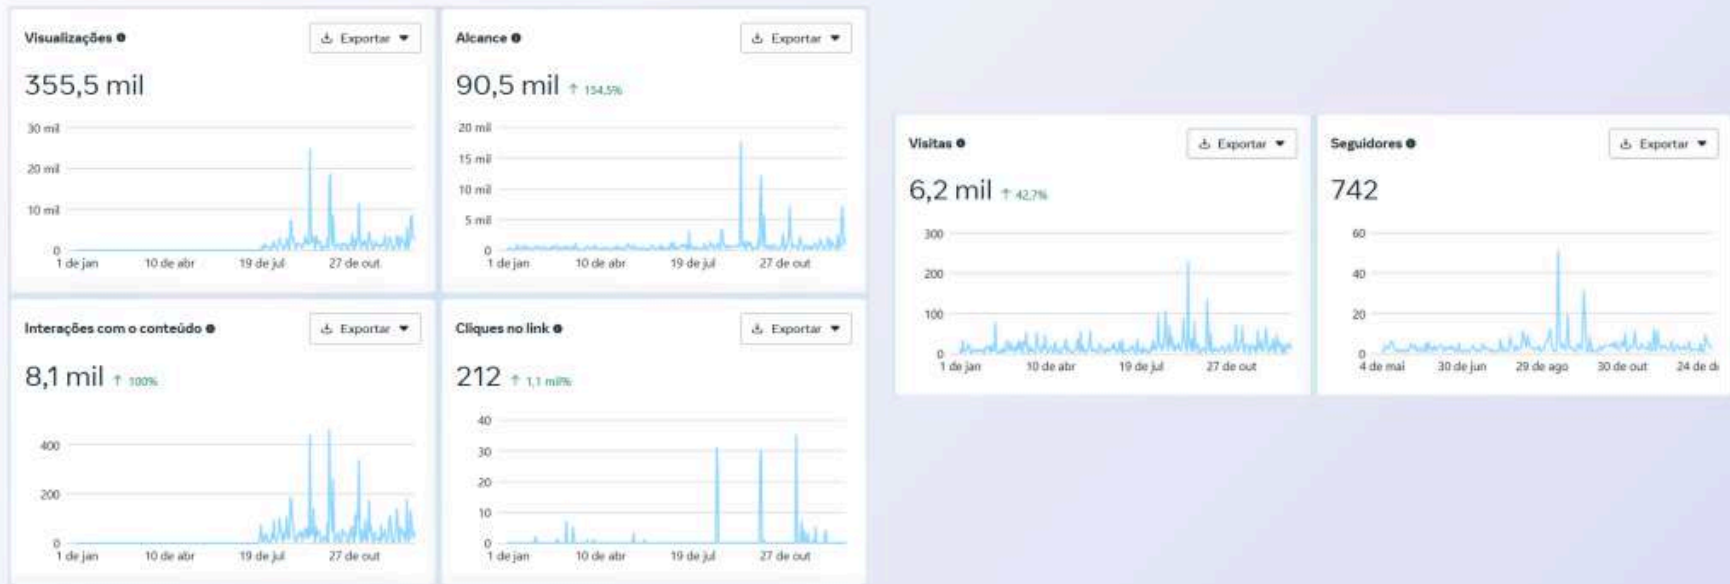 Visualizações
Exportar
355,5 mil
30 mil
20 mil
10 mil
0
1 de jan 10 de abr 19 de jul 27 de out
Alcance
Exportar
90,5 mil ↑ 154,5%
20 mil
15 mil
10 mil
5 mil
0
1 de jan 10 de abr 19 de jul 27 de out
Interações com o conteúdo
Exportar
8,1 mil ↑ 100%
400
200
0
1 de jan 10 de abr 19 de jul 27 de out
Cliques no link
Exportar
212 ↑ 1,1 mil%
40
30
20
10
0
1 de jan 10 de abr 19 de jul 27 de out
Visitas
Exportar
6,2 mil ↑ 42,7%
300
200
100
0
1 de jan 10 de abr 19 de jul 27 de out
Seguidores
Exportar
742
60
40
20
0
4 de mai 30 de jun 29 de ago 30 de out 24 de d